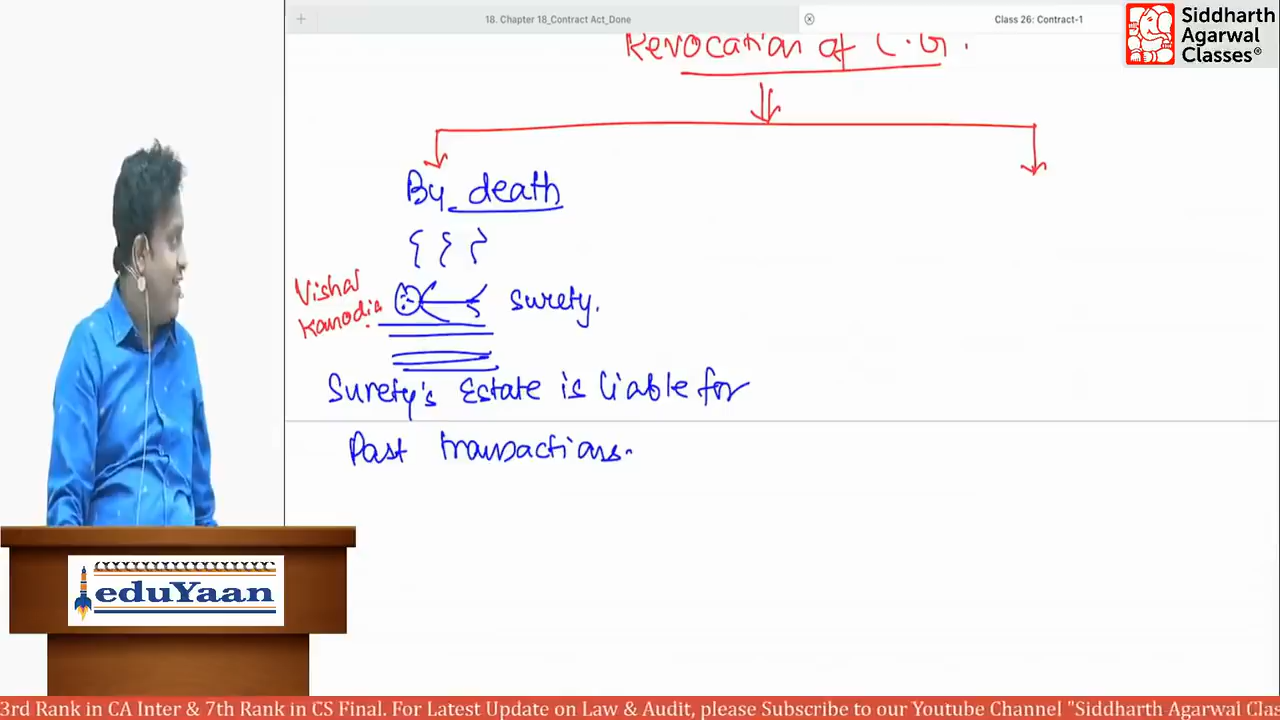 18. Chapter 18_Contract Act_Done
Class 26: Contract-1
Siddharth
Agarwal
Classes®
Revocation of C.G.
By death
Vishal
Kanodia
Surety.
Surety's Estate is liable for
Past transactions.
eduYaan
3rd Rank in CA Inter & 7th Rank in CS Final. For Latest Update on Law & Audit, please Subscribe to our Youtube Channel "Siddharth Agarwal Clas